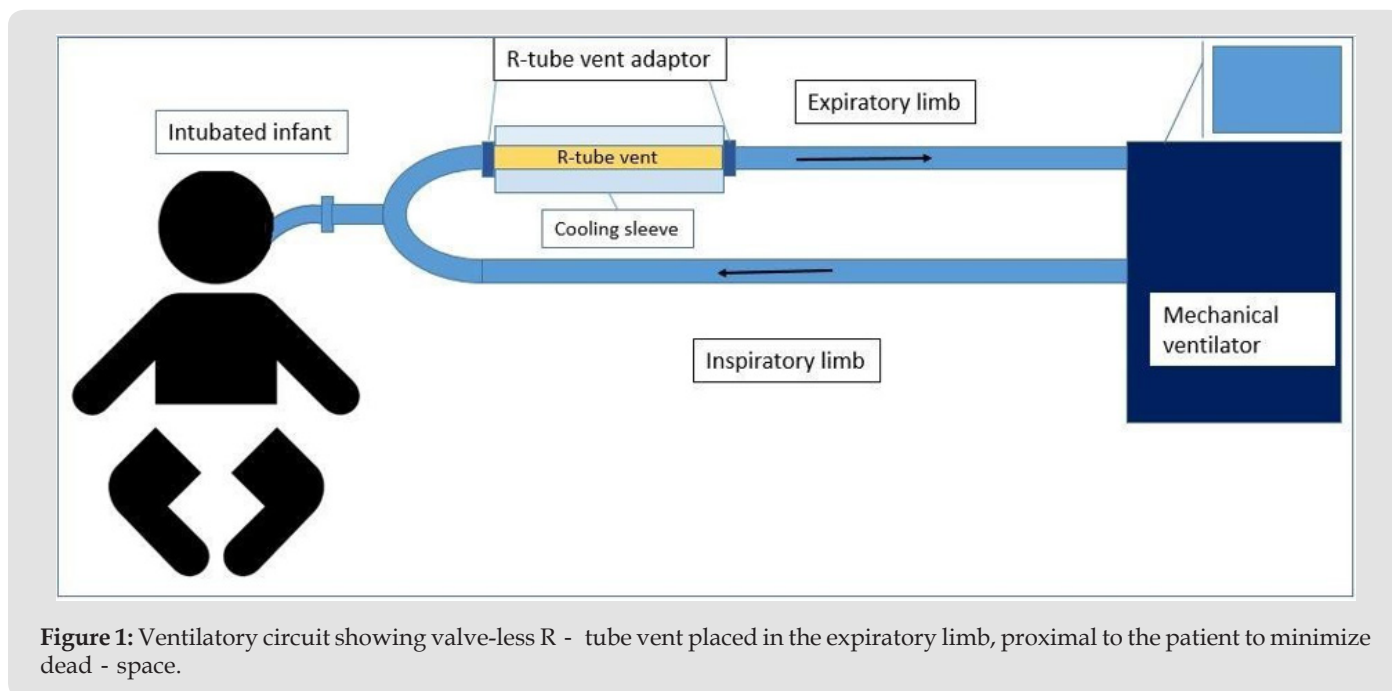 R-tube vent adaptor
Expiratory limb
Intubated infant
R-tube vent
Cooling sleeve
Mechanical
ventilator
Inspiratory limb
Figure 1: Ventilatory circuit showing valve-less R - tube vent placed in the expiratory limb, proximal to the patient to minimize
dead - space.